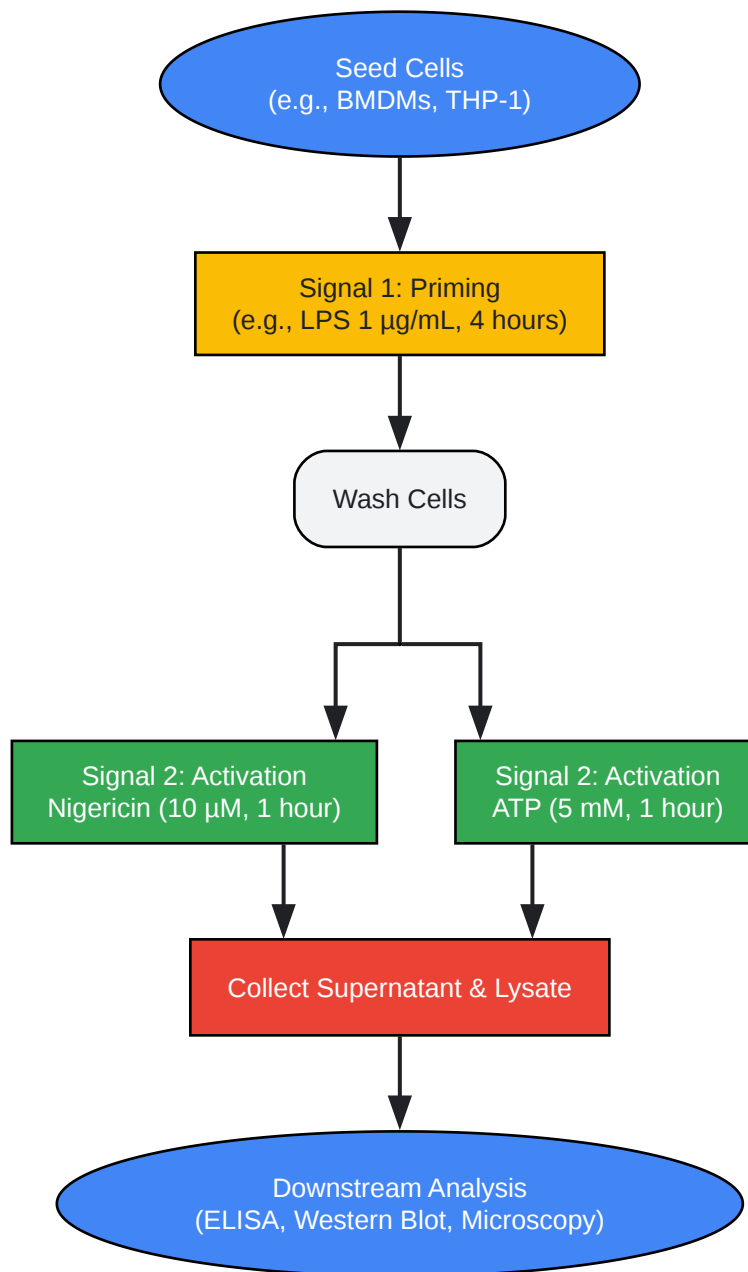 Seed Cells
(e.g., BMDMs, THP-1)
Signal 1: Priming
(e.g., LPS 1 µg/mL, 4 hours)
Wash Cells
Signal 2: Activation
Nigericin (10 µM, 1 hour)
Signal 2: Activation
ATP (5 mM, 1 hour)
Collect Supernatant & Lysate
Downstream Analysis
(ELISA, Western Blot, Microscopy)